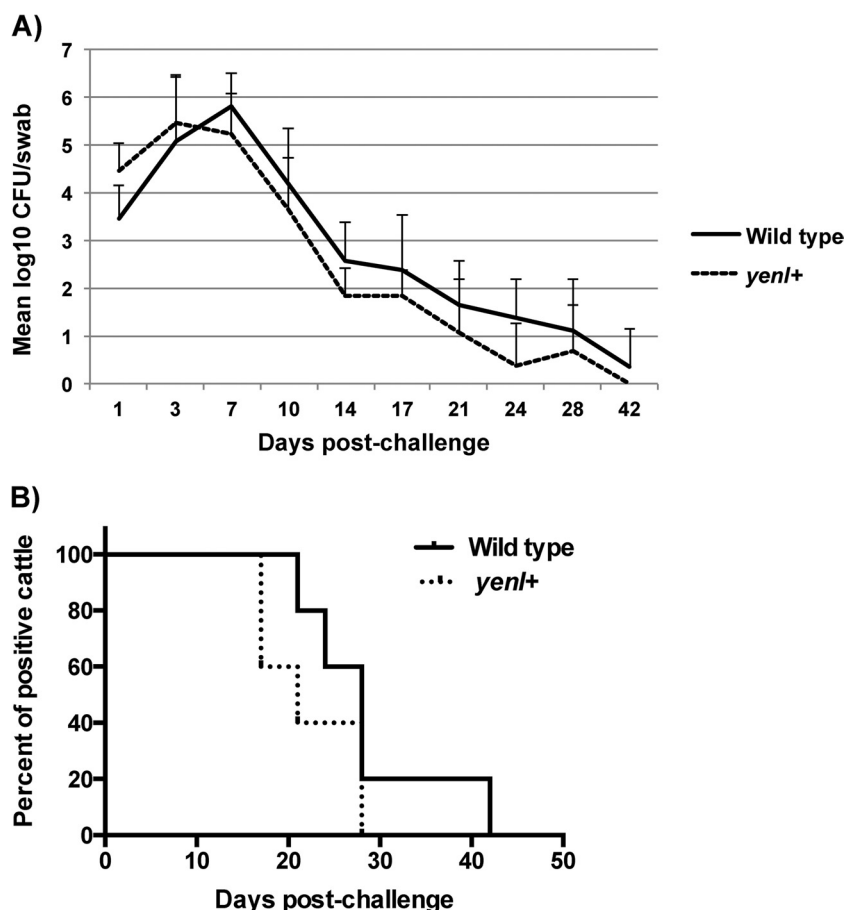 A)
7
6
5
4
3
2
1
0
Mean log10 CFU/swab
1 3 7 10 14 17 21 24 28 42
Days post-challenge
Wild type
yenI+
B)
100
80
60
40
20
0
Percent of positive cattle
0 10 20 30 40 50
Days post-challenge
Wild type
yenI+